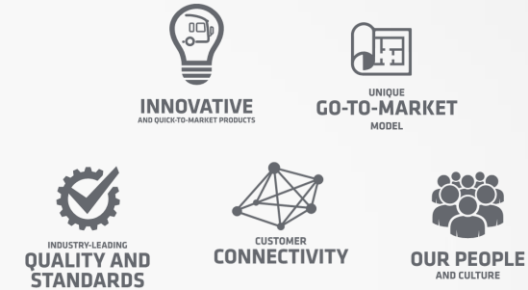 INNOVATIVE
AND QUICK-TO-MARKET PRODUCTS
UNIQUE
GO-TO-MARKET
MODEL
INDUSTRY-LEADING
QUALITY AND
STANDARDS
CUSTOMER
CONNECTIVITY
OUR PEOPLE
AND CULTURE